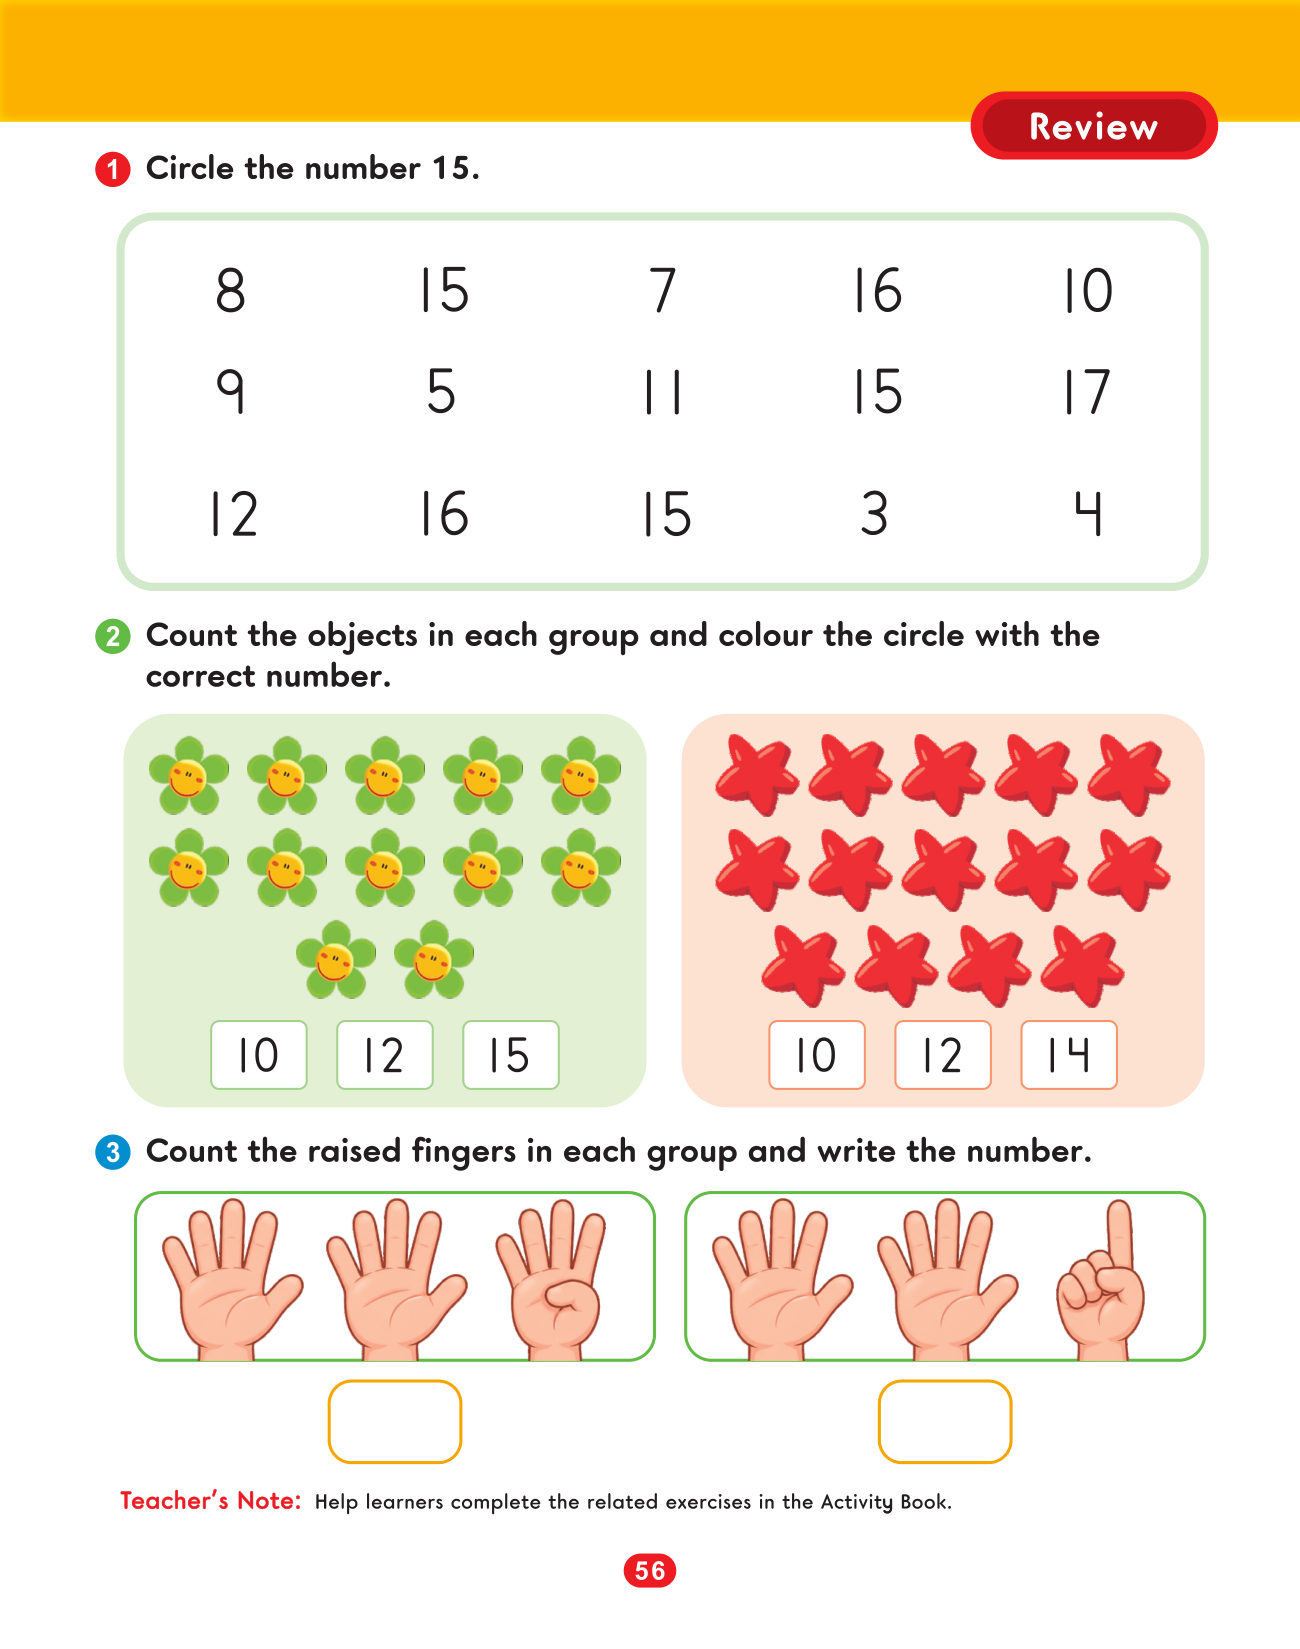 Review
1 Circle the number 15.
8 15 7 16 10
9 5 11 15 17
12 16 15 3 4
2 Count the objects in each group and colour the circle with the
correct number.
10 12 15
10 12 14
3 Count the raised fingers in each group and write the number.
Teacher's Note: Help learners complete the related exercises in the Activity Book.
56